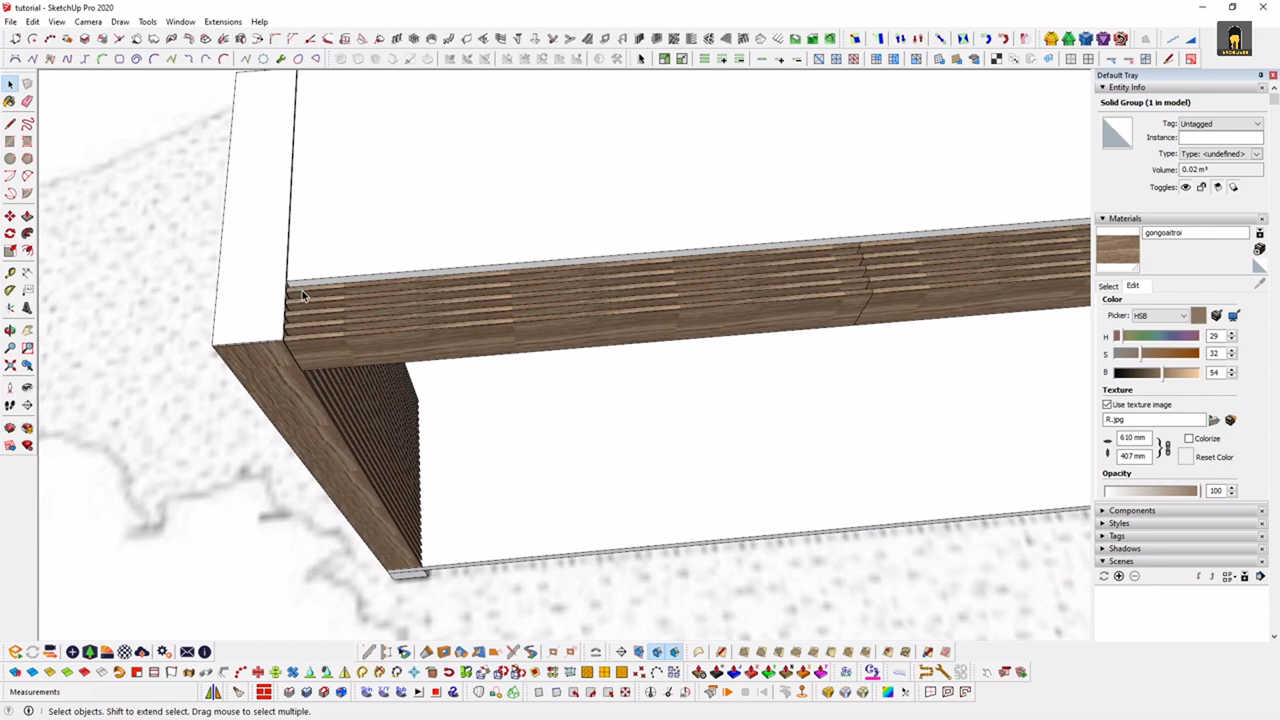 tutorial - SketchUp Pro 2020
File Edit View Camera Draw Tools Window Extensions Help
Default Tray
Entity Info
Solid Group (1 in model)
Tag: Untagged
Instance:
Type: Type: <undefined>
Volume: 0.02 m³
Toggles:
Materials
gongoaitroi
Select Edit
Color
Picker: HSB
H 29
S 32
B 54
Texture
Use texture image
R.jpg
610 mm Colorize
407 mm Reset Color
Opacity
100
Components
Styles
Tags
Shadows
Scenes
Measurements
Select objects. Shift to extend select. Drag mouse to select multiple.